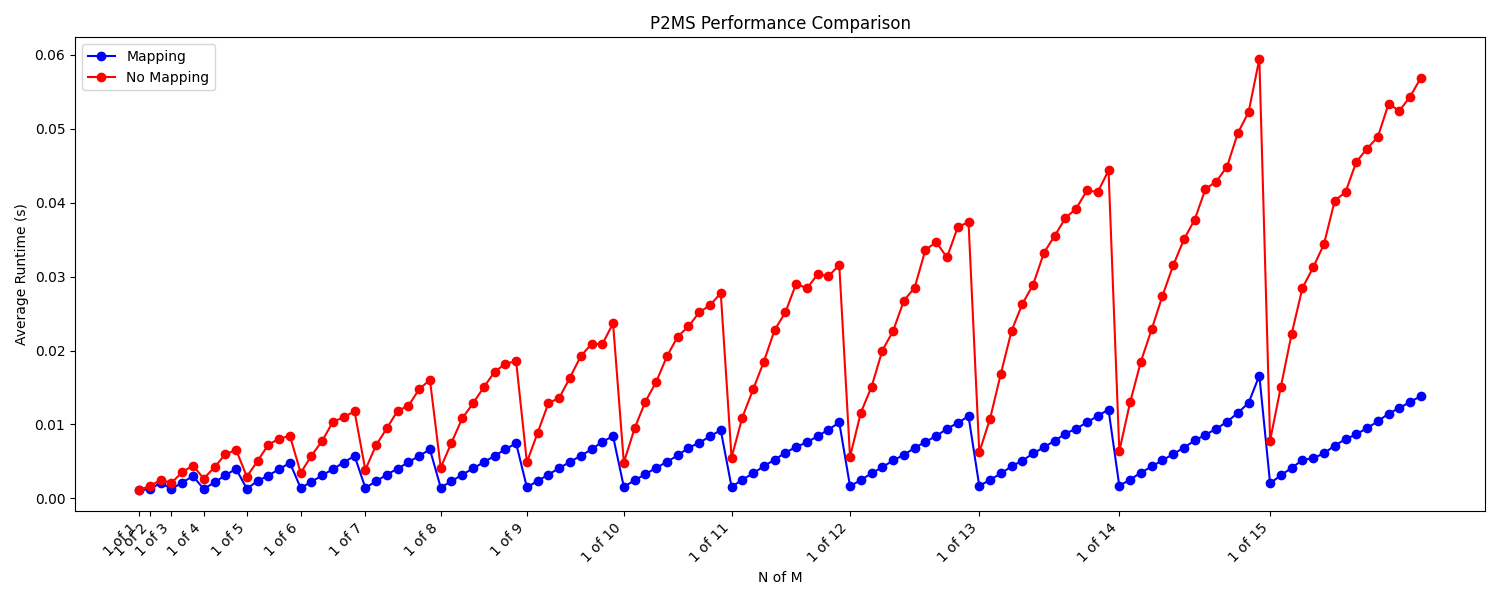 P2MS Performance Comparison
Mapping
No Mapping
Average Runtime (s)
0.06
0.05
0.04
0.03
0.02
0.01
0.00
1 of 1
1 of 2
1 of 3
1 of 4
1 of 5
1 of 6
1 of 7
1 of 8
1 of 9
1 of 10
1 of 11
1 of 12
1 of 13
1 of 14
1 of 15
N of M